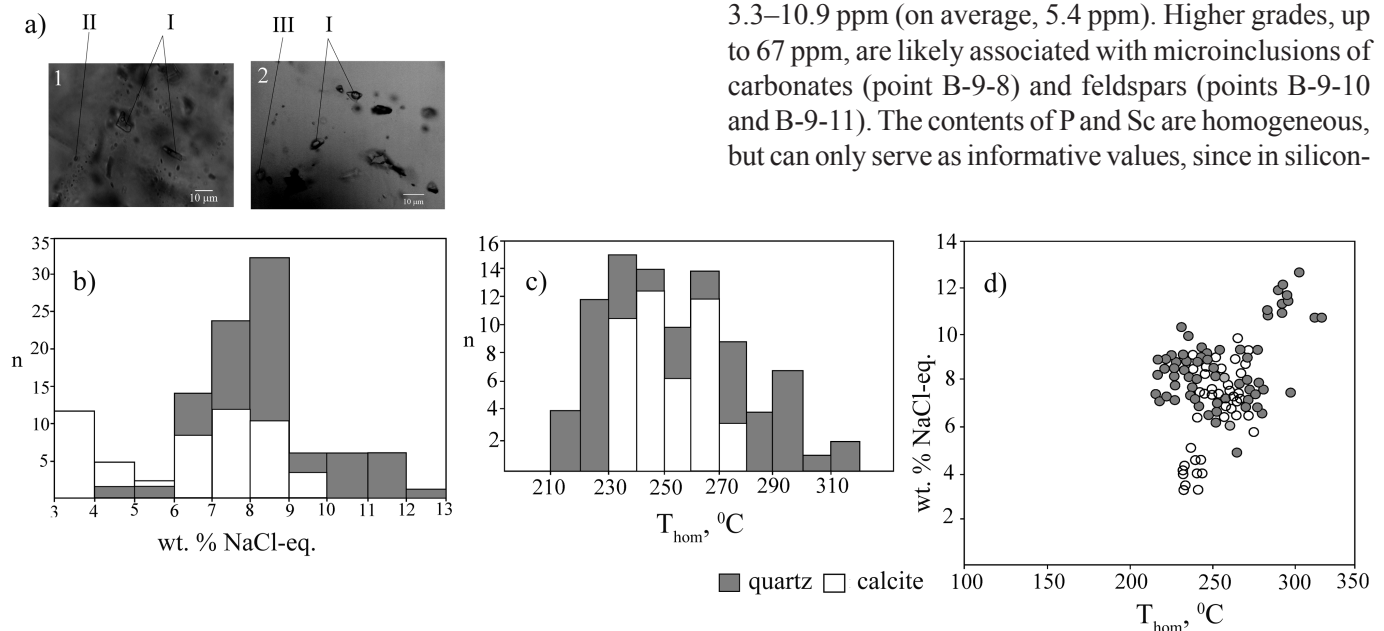 3.3–10.9 ppm (on average, 5.4 ppm). Higher grades, up
to 67 ppm, are likely associated with microinclusions of
carbonates (point B-9-8) and feldspars (points B-9-10
and B-9-11). The contents of P and Sc are homogeneous,
but can only serve as informative values, since in silicon-
a)
II I III I
1 2
10 μm 10 μm
b)
35
30
25
20
15
10
5
n
3 4 5 6 7 8 9 10 11 12 13
wt. % NaCl-eq.
c)
16
14
12
10
8
6
4
2
n
210 230 250 270 290 310
Thom, ⁰C
quartz calcite
d)
14
12
10
8
6
4
2
wt. % NaCl-eq.
100 150 200 250 300 350
Thom, ⁰C